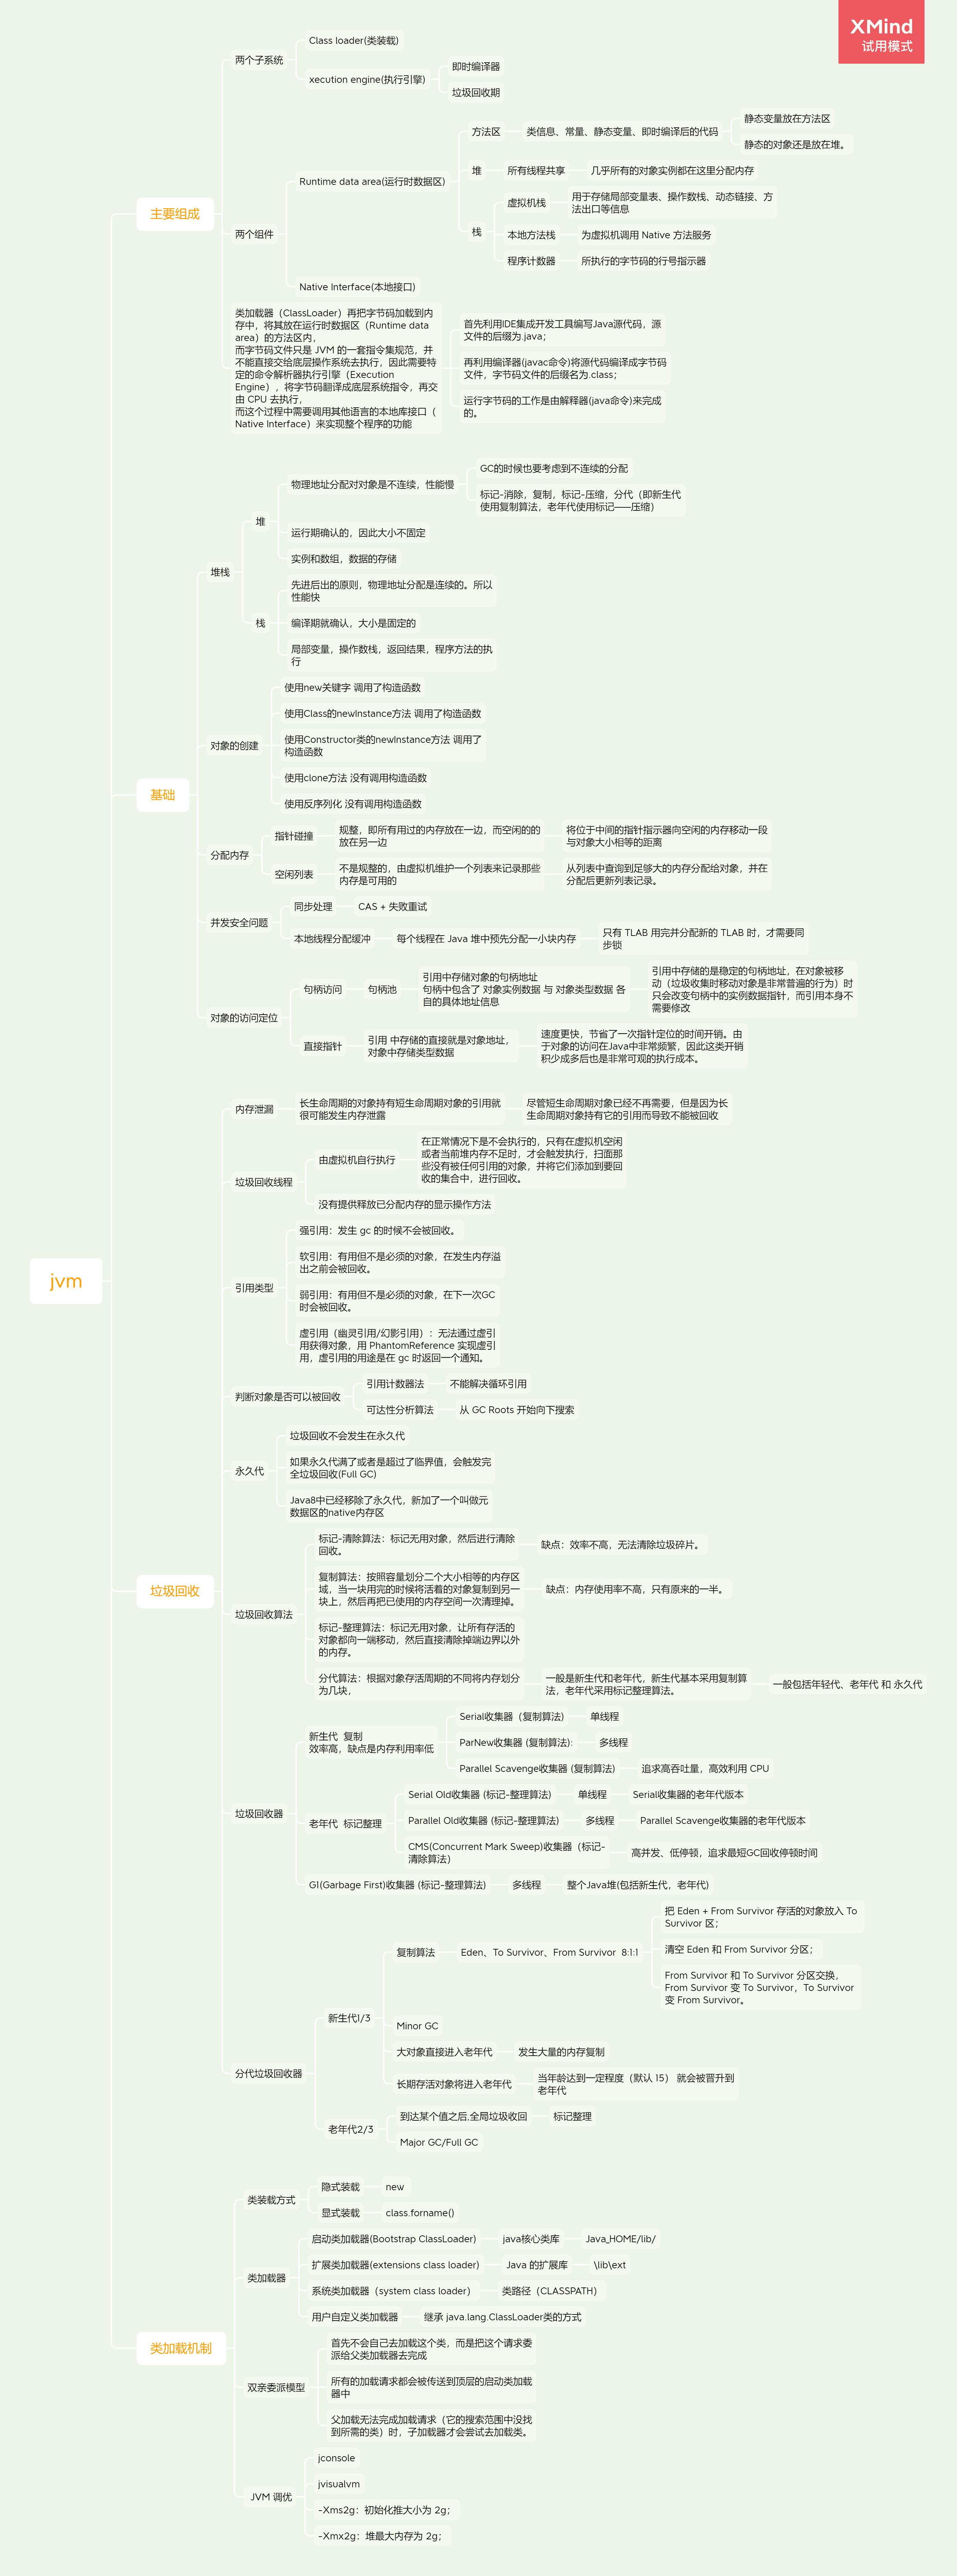 XMind
试用模式
jvm
主要组成
两个子系统
Class loader(类装载)
xecution engine(执行引擎)
即时编译器
垃圾回收期
两个组件
Runtime data area(运行时数据区)
方法区
类信息、常量、静态变量、即时编译后的代码
静态变量放在方法区
静态的对象还是放在堆。
堆
所有线程共享
几乎所有的对象实例都在这里分配内存
栈
虚拟机栈
用于存储局部变量表、操作数栈、动态链接、方
法出口等信息
本地方法栈
为虚拟机调用 Native 方法服务
程序计数器
所执行的字节码的行号指示器
Native Interface(本地接口)
类加载器（ClassLoader）再把字节码加载到内
存中，将其放在运行时数据区（Runtime data
area）的方法区内，
而字节码文件只是 JVM 的一套指令集规范，并
不能直接交给底层操作系统去执行，因此需要特
定的命令解析器执行引擎（Execution
Engine），将字节码翻译成底层系统指令，再交
由 CPU 去执行，
而这个过程中需要调用其他语言的本地库接口（
Native Interface）来实现整个程序的功能
首先利用IDE集成开发工具编写Java源代码，源
文件的后缀为.java；
再利用编译器(javac命令)将源代码编译成字节码
文件，字节码文件的后缀名为.class；
运行字节码的工作是由解释器(java命令)来完成
的。
基础
堆栈
堆
物理地址分配对对象是不连续，性能慢
GC的时候也要考虑到不连续的分配
标记-消除，复制，标记-压缩，分代（即新生代
使用复制算法，老年代使用标记——压缩）
运行期确认的，因此大小不固定
实例和数组，数据的存储
栈
先进后出的原则，物理地址分配是连续的。所以
性能快
编译期就确认，大小是固定的
局部变量，操作数栈，返回结果，程序方法的执
行
对象的创建
使用new关键字 调用了构造函数
使用Class的newInstance方法 调用了构造函数
使用Constructor类的newInstance方法 调用了
构造函数
使用clone方法 没有调用构造函数
使用反序列化 没有调用构造函数
分配内存
指针碰撞
规整，即所有用过的内存放在一边，而空闲的的
放在另一边
将位于中间的指针指示器向空闲的内存移动一段
与对象大小相等的距离
空闲列表
不是规整的，由虚拟机维护一个列表来记录那些
内存是可用的
从列表中查询到足够大的内存分配给对象，并在
分配后更新列表记录。
并发安全问题
同步处理
CAS + 失败重试
本地线程分配缓冲
每个线程在 Java 堆中预先分配一小块内存
只有 TLAB 用完并分配新的 TLAB 时，才需要同
步锁
对象的访问定位
句柄访问
句柄池
引用中存储对象的句柄地址
句柄中包含了 对象实例数据 与 对象类型数据 各
自的具体地址信息
引用中存储的是稳定的句柄地址，在对象被移
动（垃圾收集时移动对象是非常普遍的行为）时
只会改变句柄中的实例数据指针，而引用本身不
需要修改
直接指针
引用 中存储的直接就是对象地址，
对象中存储类型数据
速度更快，节省了一次指针定位的时间开销。由
于对象的访问在Java中非常频繁，因此这类开销
积少成多后也是非常可观的执行成本。
垃圾回收
内存泄漏
长生命周期的对象持有短生命周期对象的引用就
很可能发生内存泄露
尽管短生命周期对象已经不再需要，但是因为长
生命周期对象持有它的引用而导致不能被回收
垃圾回收线程
由虚拟机自行执行
在正常情况下是不会执行的，只有在虚拟机空闲
或者当前堆内存不足时，才会触发执行，扫面那
些没有被任何引用的对象，并将它们添加到要回
收的集合中，进行回收。
没有提供释放已分配内存的显示操作方法
引用类型
强引用：发生 gc 的时候不会被回收。
软引用：有用但不是必须的对象，在发生内存溢
出之前会被回收。
弱引用：有用但不是必须的对象，在下一次GC
时会被回收。
虚引用（幽灵引用/幻影引用）：无法通过虚引
用获得对象，用 PhantomReference 实现虚引
用，虚引用的用途是在 gc 时返回一个通知。
判断对象是否可以被回收
引用计数器法
不能解决循环引用
可达性分析算法
从 GC Roots 开始向下搜索
永久代
垃圾回收不会发生在永久代
如果永久代满了或者是超过了临界值，会触发完
全垃圾回收(Full GC)
Java8中已经移除了永久代，新加了一个叫做元
数据区的native内存区
垃圾回收算法
标记-清除算法：标记无用对象，然后进行清除
回收。
缺点：效率不高，无法清除垃圾碎片。
复制算法：按照容量划分二个大小相等的内存区
域，当一块用完的时候将活着的对象复制到另一
块上，然后再把已使用的内存空间一次清理掉。
缺点：内存使用率不高，只有原来的一半。
标记-整理算法：标记无用对象，让所有存活的
对象都向一端移动，然后直接清除掉端边界以外
的内存。
分代算法：根据对象存活周期的不同将内存划分
为几块，
一般是新生代和老年代，新生代基本采用复制算
法，老年代采用标记整理算法。
一般包括年轻代、老年代 和 永久代
垃圾回收器
新生代  复制
效率高，缺点是内存利用率低
Serial收集器（复制算法)
单线程
ParNew收集器 (复制算法):
多线程
Parallel Scavenge收集器 (复制算法)
追求高吞吐量，高效利用 CPU
老年代  标记整理
Serial Old收集器 (标记-整理算法)
单线程
Serial收集器的老年代版本
Parallel Old收集器 (标记-整理算法)
多线程
Parallel Scavenge收集器的老年代版本
CMS(Concurrent Mark Sweep)收集器（标记-
清除算法）
高并发、低停顿，追求最短GC回收停顿时间
G1(Garbage First)收集器 (标记-整理算法)
多线程
整个Java堆(包括新生代，老年代)
分代垃圾回收器
新生代1/3
复制算法
Eden、To Survivor、From Survivor  8:1:1
把 Eden + From Survivor 存活的对象放入 To
Survivor 区；
清空 Eden 和 From Survivor 分区；
From Survivor 和 To Survivor 分区交换，
From Survivor 变 To Survivor，To Survivor
变 From Survivor。
Minor GC
大对象直接进入老年代
发生大量的内存复制
长期存活对象将进入老年代
当年龄达到一定程度（默认 15） 就会被晋升到
老年代
老年代2/3
到达某个值之后,全局垃圾收回
标记整理
Major GC/Full GC
类加载机制
类装载方式
隐式装载
new
显式装载
class.forname()
类加载器
启动类加载器(Bootstrap ClassLoader)
java核心类库
Java_HOME/lib/
扩展类加载器(extensions class loader)
Java 的扩展库
\lib\ext
系统类加载器（system class loader）
类路径（CLASSPATH）
用户自定义类加载器
继承 java.lang.ClassLoader类的方式
双亲委派模型
首先不会自己去加载这个类，而是把这个请求委
派给父类加载器去完成
所有的加载请求都会被传送到顶层的启动类加载
器中
父加载无法完成加载请求（它的搜索范围中没找
到所需的类）时，子加载器才会尝试去加载类。
JVM 调优
jconsole
jvisualvm
-Xms2g：初始化推大小为 2g；
-Xmx2g：堆最大内存为 2g；